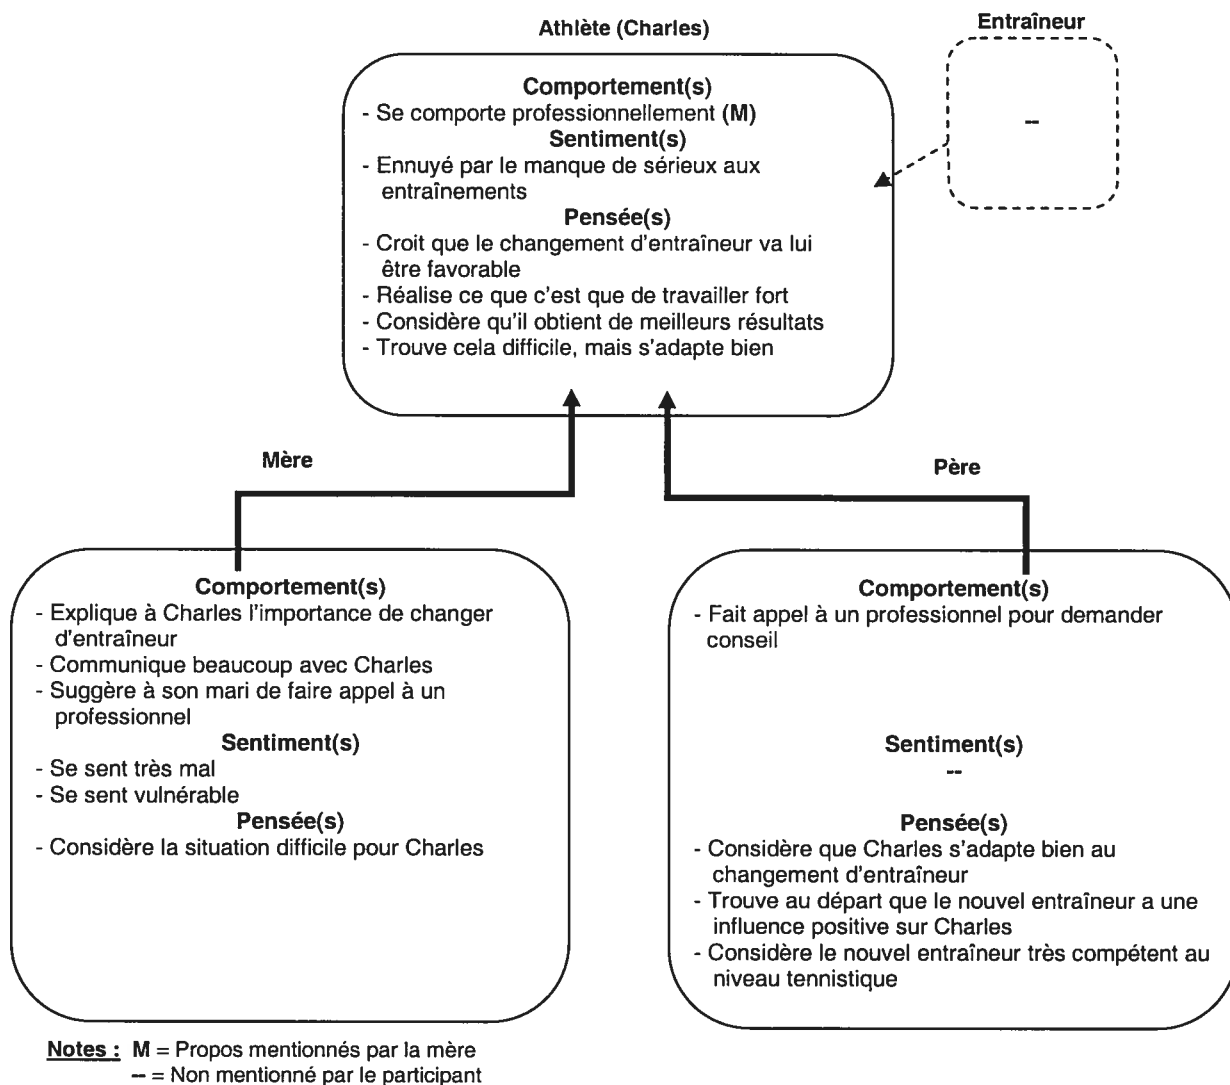 Athlète (Charles)
Entraîneur
--
Comportement(s)
- Se comporte professionnellement (M)
Sentiment(s)
- Ennuyé par le manque de sérieux aux
entraînements
Pensée(s)
- Croit que le changement d'entraîneur va lui
être favorable
- Réalise ce que c'est que de travailler fort
- Considère qu'il obtient de meilleurs résultats
- Trouve cela difficile, mais s'adapte bien
Mère
Père
Comportement(s)
- Explique à Charles l'importance de changer
d'entraîneur
- Communique beaucoup avec Charles
- Suggère à son mari de faire appel à un
professionnel
Sentiment(s)
- Se sent très mal
- Se sent vulnérable
Pensée(s)
- Considère la situation difficile pour Charles
Comportement(s)
- Fait appel à un professionnel pour demander
conseil
Sentiment(s)
--
Pensée(s)
- Considère que Charles s'adapte bien au
changement d'entraîneur
- Trouve au départ que le nouvel entraîneur a une
influence positive sur Charles
- Considère le nouvel entraîneur très compétent au
niveau tennistique
Notes : M = Propos mentionnés par la mère
-- = Non mentionné par le participant